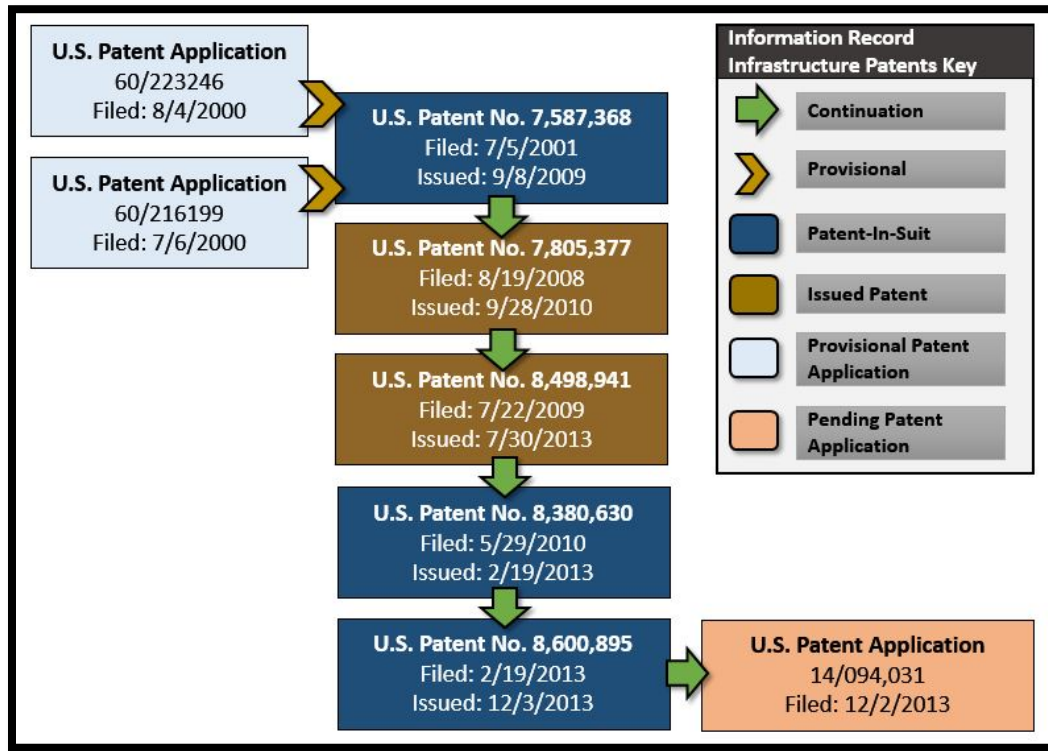 U.S. Patent Application
60/223246
Filed: 8/4/2000
U.S. Patent Application
60/216199
Filed: 7/6/2000
U.S. Patent No. 7,587,368
Filed: 7/5/2001
Issued: 9/8/2009
U.S. Patent No. 7,805,377
Filed: 8/19/2008
Issued: 9/28/2010
U.S. Patent No. 8,498,941
Filed: 7/22/2009
Issued: 7/30/2013
U.S. Patent No. 8,380,630
Filed: 5/29/2010
Issued: 2/19/2013
U.S. Patent No. 8,600,895
Filed: 2/19/2013
Issued: 12/3/2013
U.S. Patent Application
14/094,031
Filed: 12/2/2013
Information Record
Infrastructure Patents Key
Continuation
Provisional
Patent-In-Suit
Issued Patent
Provisional Patent
Application
Pending Patent
Application